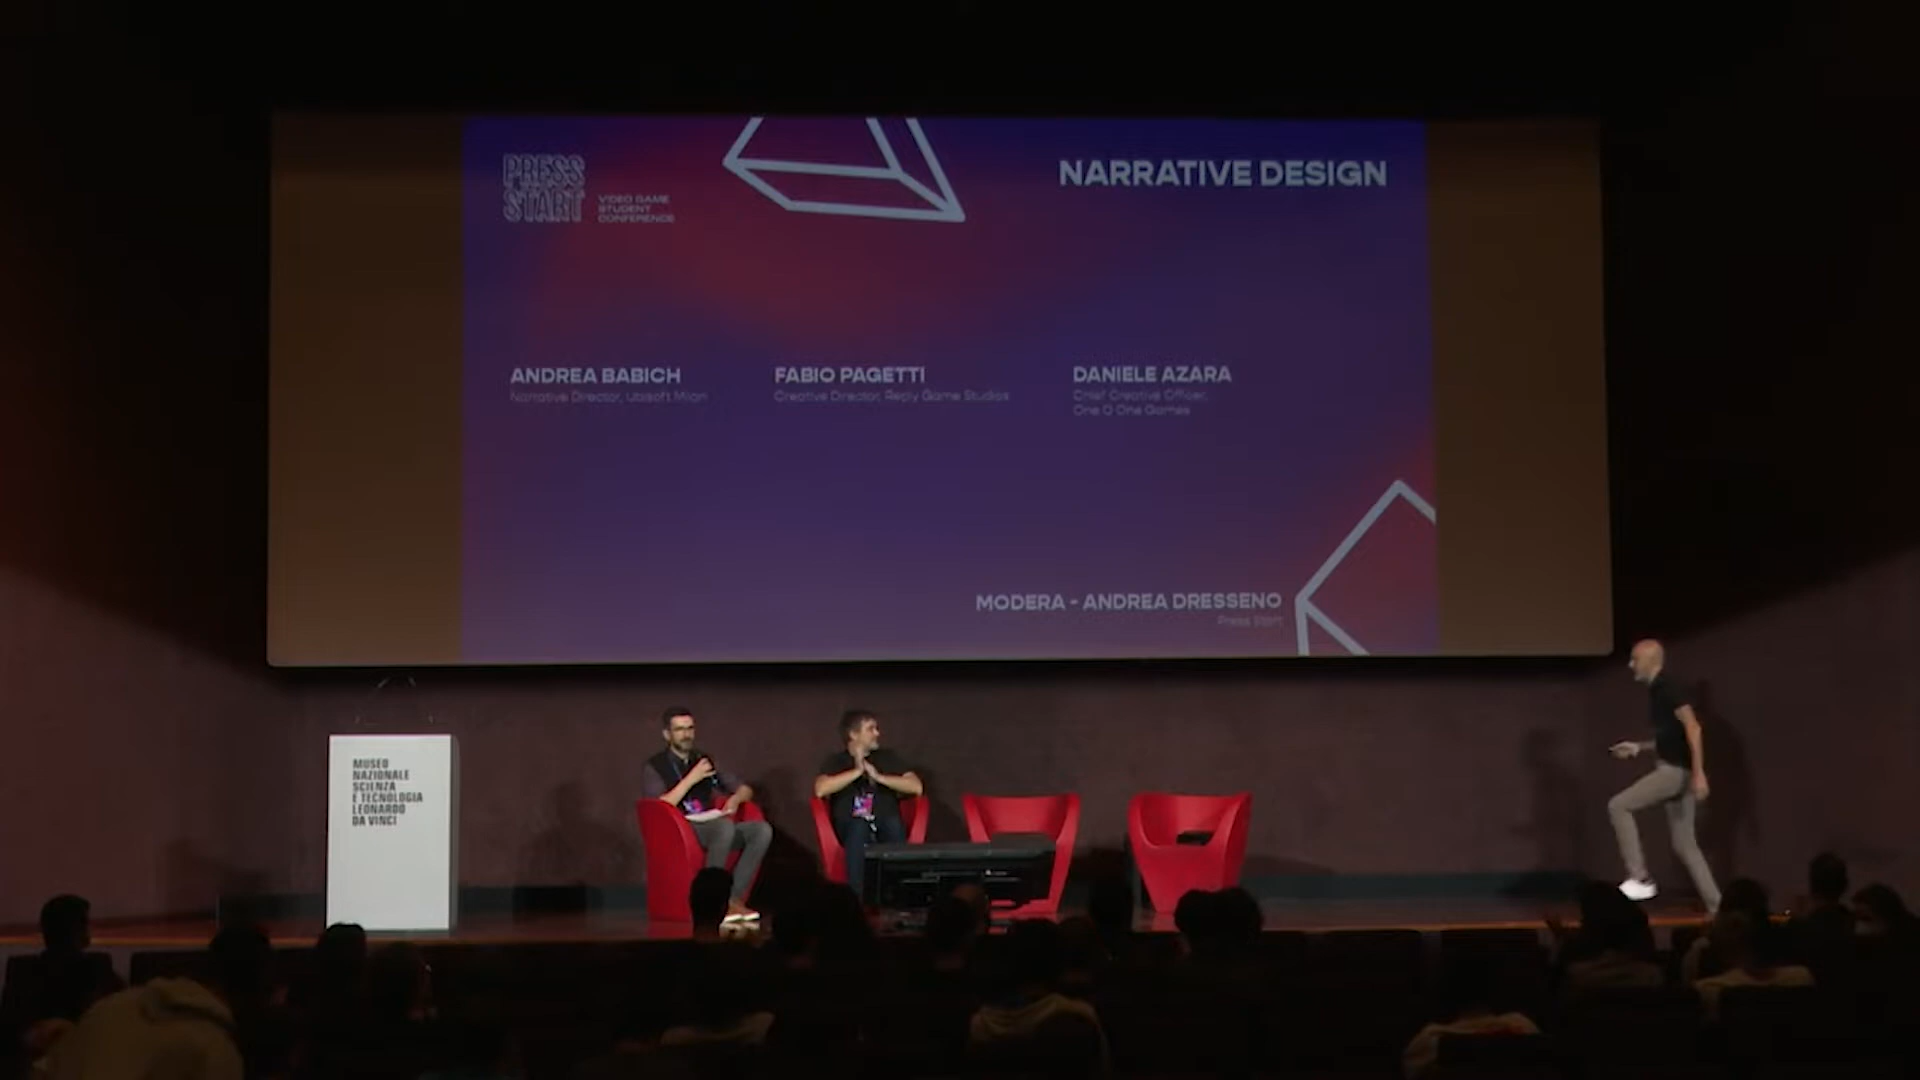 PRESS
START
VIDEO GAME
STUDENT
CONFERENCE
NARRATIVE DESIGN
ANDREA BABICH
Narrative Director, Ubisoft Milan
FABIO PAGETTI
Creative Director, Reply Game Studios
DANIELE AZARA
Chief Creative Officer,
One O One Games
MODERA - ANDREA DRESSENO
Press Start
MUSEO
NAZIONALE
SCIENZA
E TECNOLOGIA
LEONARDO
DA VINCI